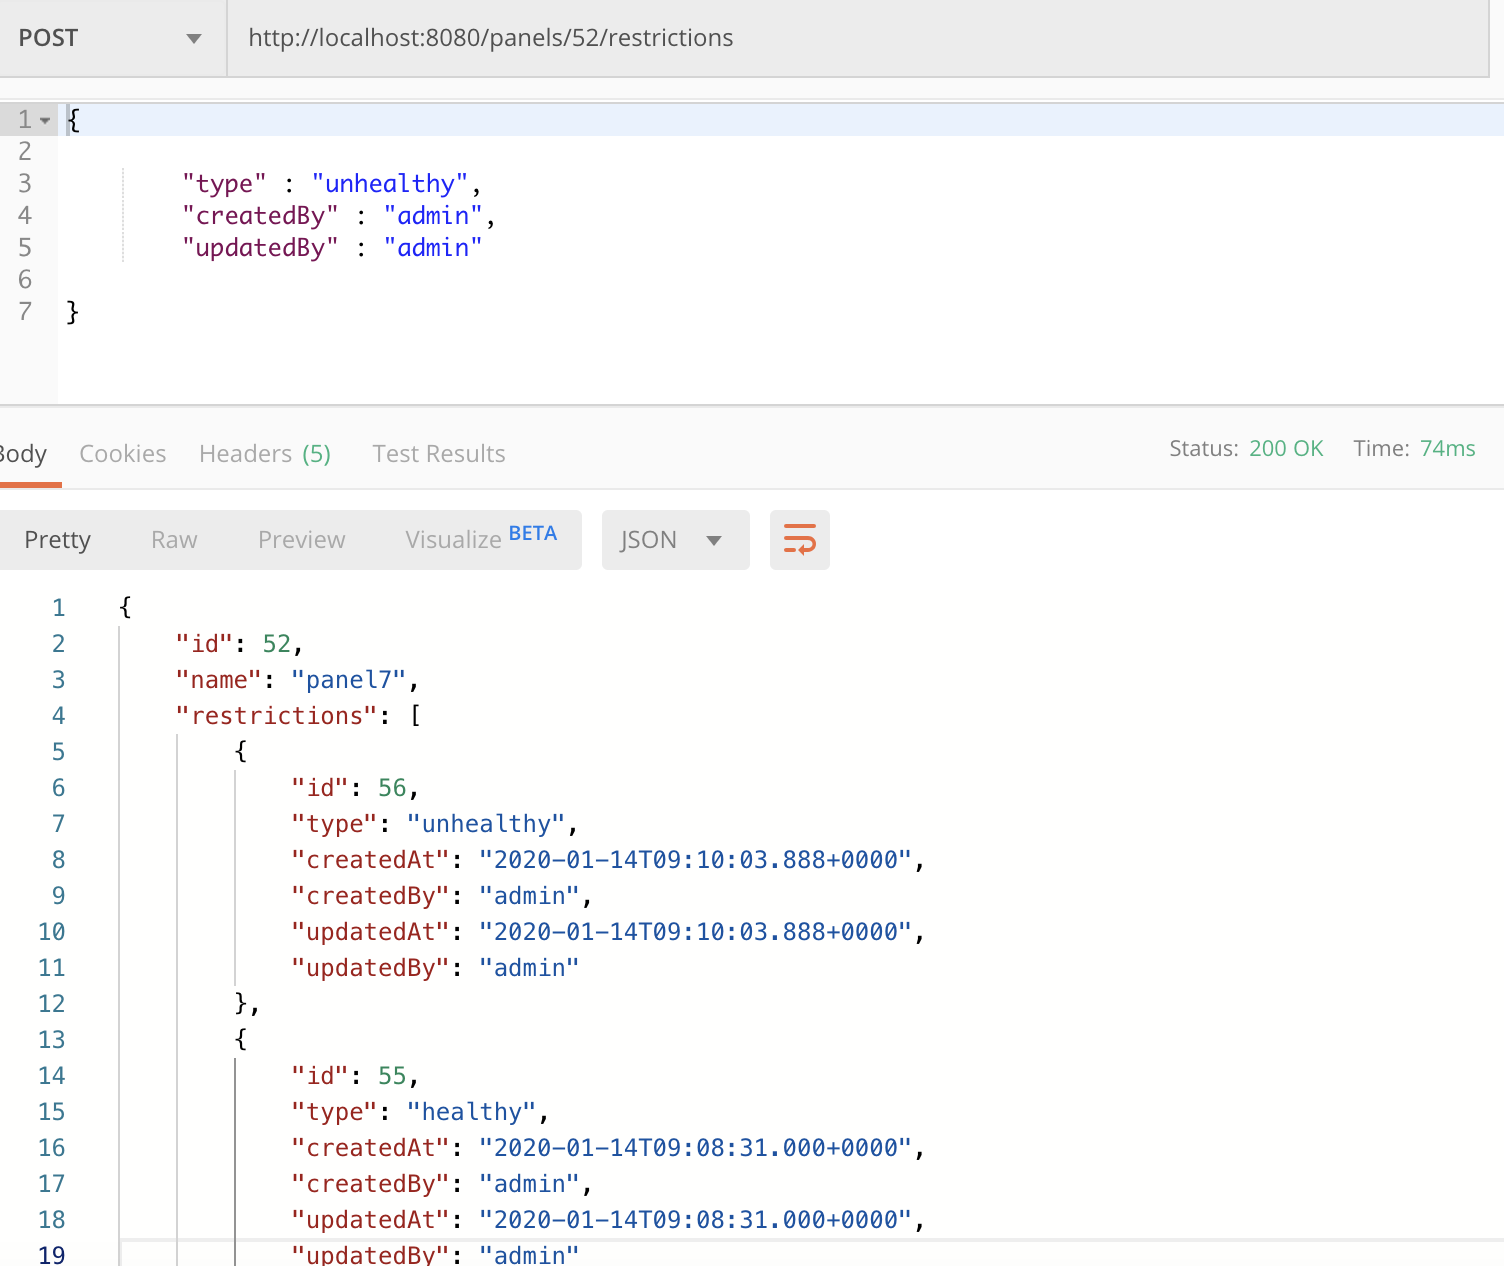 POST http://localhost:8080/panels/52/restrictions
1 {
2
3 "type" : "unhealthy",
4 "createdBy" : "admin",
5 "updatedBy" : "admin"
6
7 }
Body Cookies Headers (5) Test Results Status: 200 OK Time: 74ms
Pretty Raw Preview Visualize BETA JSON
1 {
2 "id": 52,
3 "name": "panel7",
4 "restrictions": [
5 {
6 "id": 56,
7 "type": "unhealthy",
8 "createdAt": "2020-01-14T09:10:03.888+0000",
9 "createdBy": "admin",
10 "updatedAt": "2020-01-14T09:10:03.888+0000",
11 "updatedBy": "admin"
12 },
13 {
14 "id": 55,
15 "type": "healthy",
16 "createdAt": "2020-01-14T09:08:31.000+0000",
17 "createdBy": "admin",
18 "updatedAt": "2020-01-14T09:08:31.000+0000",
19 "updatedBy": "admin"